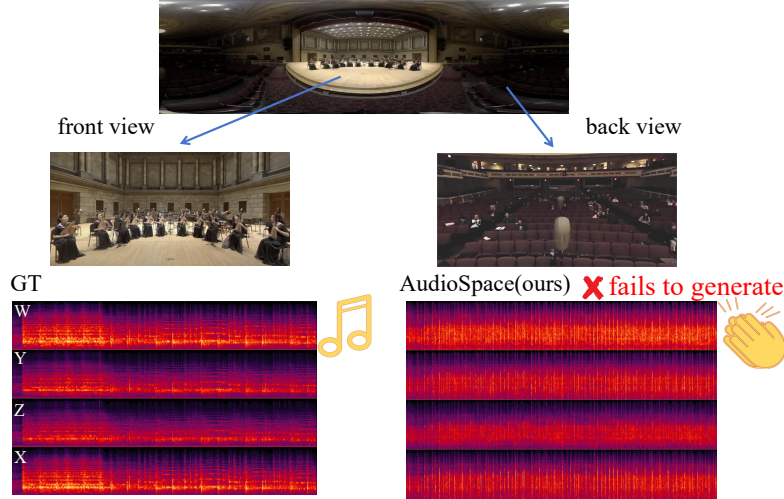 front view
back view
GT
AudioSpace(ours) ✘ fails to generate
W
Y
Z
X